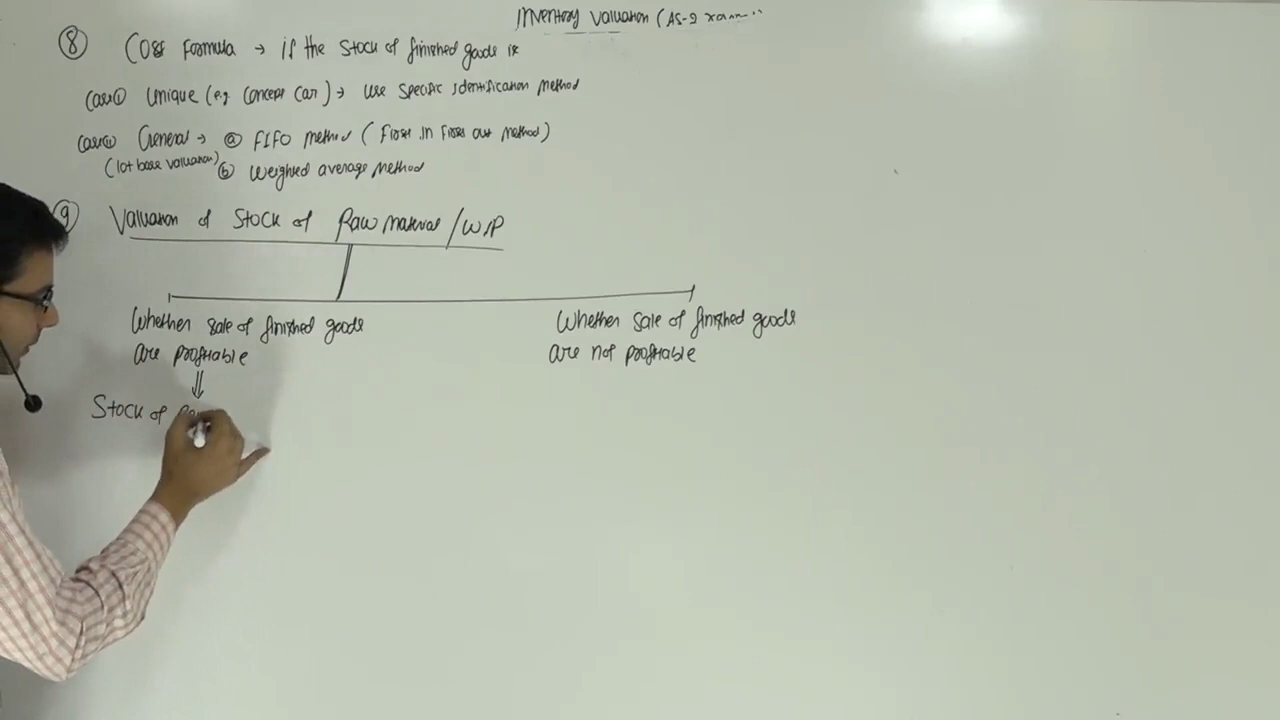 Inventory Valuation (AS-2
⑧ Cost Formula → if the Stock of finished goods is
Case① Unique (e.g. Concept Car) → use Specific Identification Method
Case② General → ⓐ FIFO method (First In First Out Method)
(lot base valuation) ⓑ Weighted average Method
⑨ Valuation of Stock of Raw Material / WIP
Whether sale of finished goods
are profitable
Whether sale of finished goods
are not profitable
⇓
Stock of